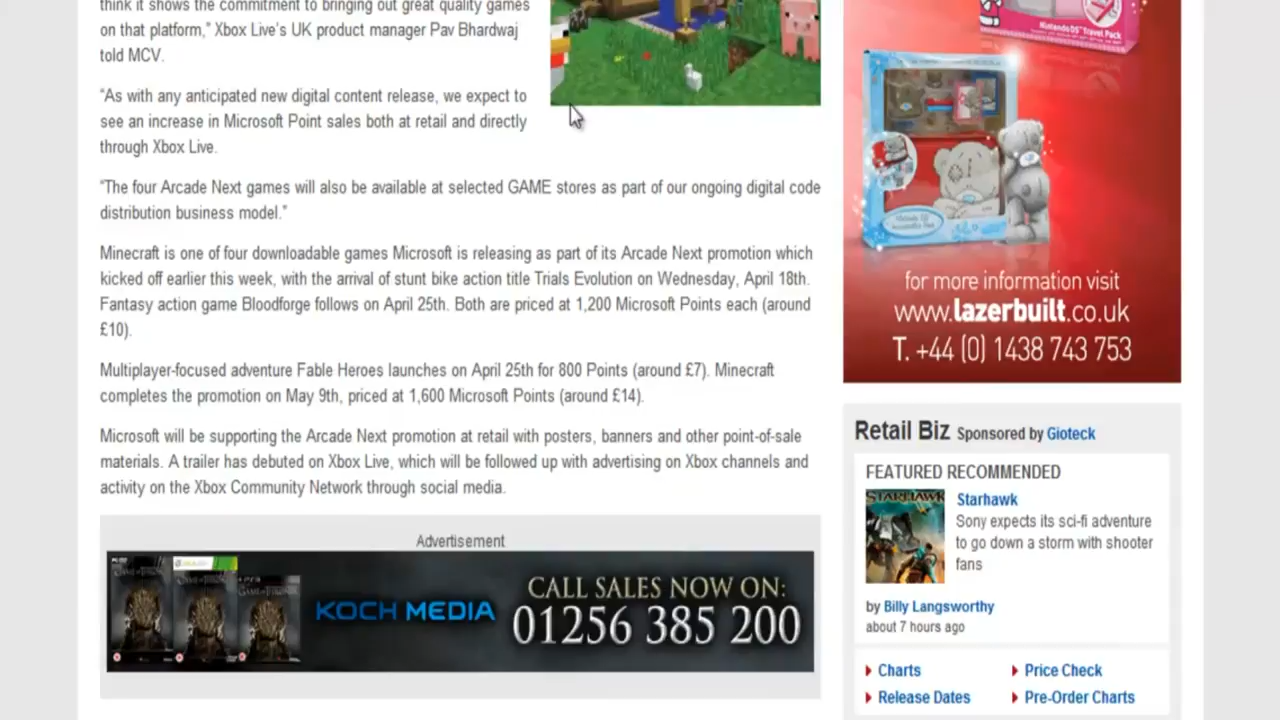 think it shows the commitment to bringing out great quality games
on that platform,” Xbox Live’s UK product manager Pav Bhardwaj
told MCV.
“As with any anticipated new digital content release, we expect to
see an increase in Microsoft Point sales both at retail and directly
through Xbox Live.
“The four Arcade Next games will also be available at selected GAME stores as part of our ongoing digital code
distribution business model.”
Minecraft is one of four downloadable games Microsoft is releasing as part of its Arcade Next promotion which
kicked off earlier this week, with the arrival of stunt bike action title Trials Evolution on Wednesday, April 18th.
Fantasy action game Bloodforge follows on April 25th. Both are priced at 1,200 Microsoft Points each (around
£10).
Multiplayer-focused adventure Fable Heroes launches on April 25th for 800 Points (around £7). Minecraft
completes the promotion on May 9th, priced at 1,600 Microsoft Points (around £14).
Microsoft will be supporting the Arcade Next promotion at retail with posters, banners and other point-of-sale
materials. A trailer has debuted on Xbox Live, which will be followed up with advertising on Xbox channels and
activity on the Xbox Community Network through social media.
Advertisement
KOCH MEDIA
CALL SALES NOW ON:
01256 385 200
Nintendo DS Travel Pack
for more information visit
www.lazerbuilt.co.uk
T. +44 (0) 1438 743 753
Retail Biz Sponsored by Gioteck
FEATURED RECOMMENDED
STARHAWK
Starhawk
Sony expects its sci-fi adventure
to go down a storm with shooter
fans
by Billy Langsworthy
about 7 hours ago
Charts
Price Check
Release Dates
Pre-Order Charts